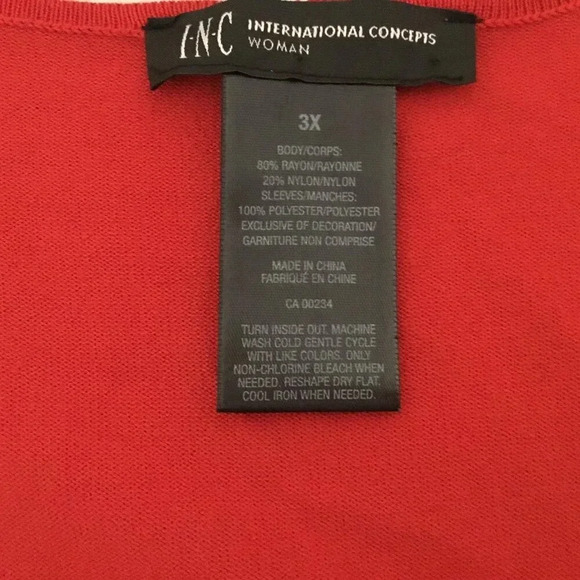 I·N·C INTERNATIONAL CONCEPTS
WOMAN
3X
BODY/CORPS:
80% RAYON/RAYONNE
20% NYLON/NYLON
SLEEVES/MANCHES:
100% POLYESTER/POLYESTER
EXCLUSIVE OF DECORATION/
GARNITURE NON COMPRISE
MADE IN CHINA
FABRIQUÉ EN CHINE
CA 00234
TURN INSIDE OUT. MACHINE
WASH COLD GENTLE CYCLE
WITH LIKE COLORS. ONLY
NON-CHLORINE BLEACH WHEN
NEEDED. RESHAPE DRY FLAT.
COOL IRON WHEN NEEDED.